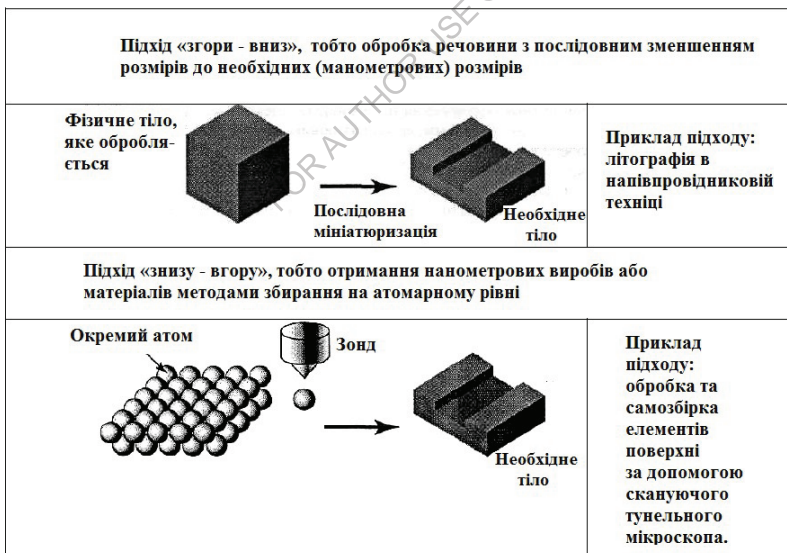 Підхід «згори - вниз», тобто обробка речовини з послідовним зменшенням
розмірів до необхідних (манометрових) розмірів
Фізичне тіло,
яке обробля-
ється
Послідовна
мініатюризація
Необхідне
тіло
Приклад підходу:
літографія в
напівпровідниковій
техніці
FOR AUTHOR USE
Підхід «знизу - вгору», тобто отримання нанометрових виробів або
матеріалів методами збирання на атомарному рівні
Окремий атом
Зонд
Необхідне
тіло
Приклад
підходу:
обробка та
самозбірка
елементів
поверхні
за допомогою
скануючого
тунельного
мікроскопа.